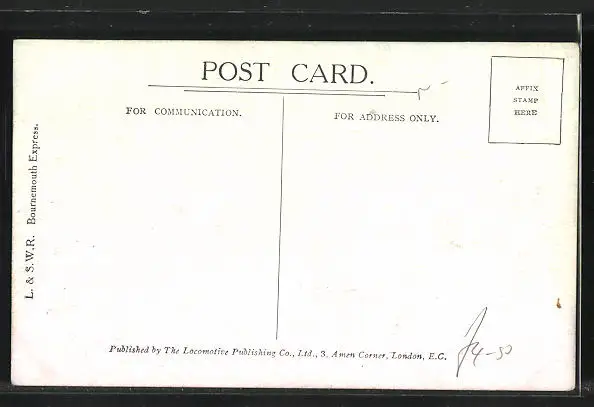 POST CARD.
FOR COMMUNICATION.
FOR ADDRESS ONLY.
AFFIX
STAMP
HERE
L. & S.W.R. Bournemouth Express.
Published by The Locomotive Publishing Co., Ltd., 3, Amen Corner, London, E.C.